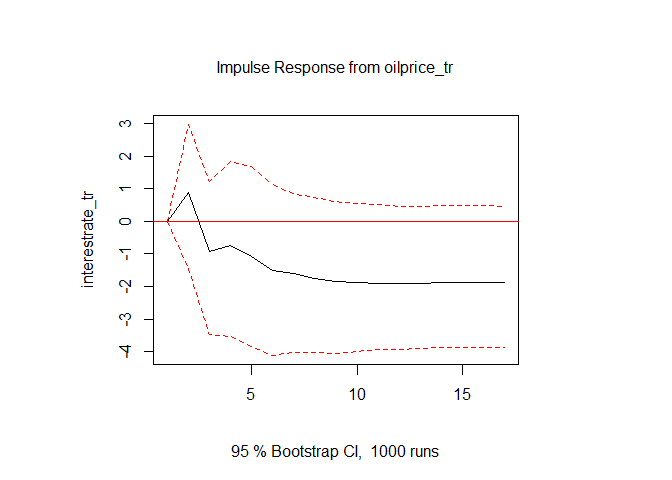 Impulse Response from oilprice_tr
interestrate_tr
3
2
1
0
-1
-2
-3
-4
5 10 15
95 % Bootstrap CI, 1000 runs